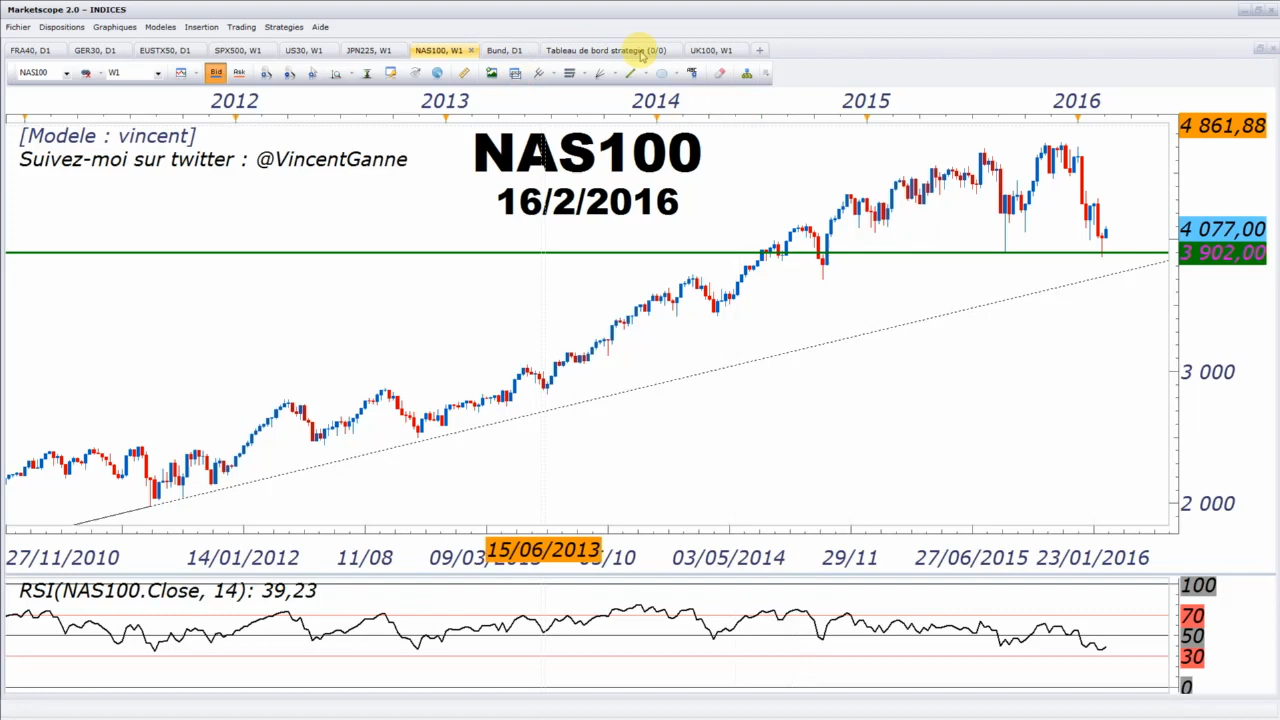 Marketscope 2.0 – INDICES
Fichier Dispositions Graphiques Modeles Insertion Trading Strategies Aide
FRA40, D1 GER30, D1 EUSTX50, D1 SPX500, W1 US30, W1 JPN225, W1 NAS100, W1 Bund, D1 Tableau de bord strategie (0/0) UK100, W1
NAS100 W1 Bid Ask ABC
2012 2013 2014 2015 2016
[Modele : vincent]
Suivez-moi sur twitter : @VincentGanne
NAS100
16/2/2016
4 861,88
4 077,00
3 902,00
3 000
2 000
27/11/2010 14/01/2012 11/08 15/06/2013 03/05/2014 29/11 27/06/2015 23/01/2016
RSI(NAS100.Close, 14): 39,23
100
70
50
30
0